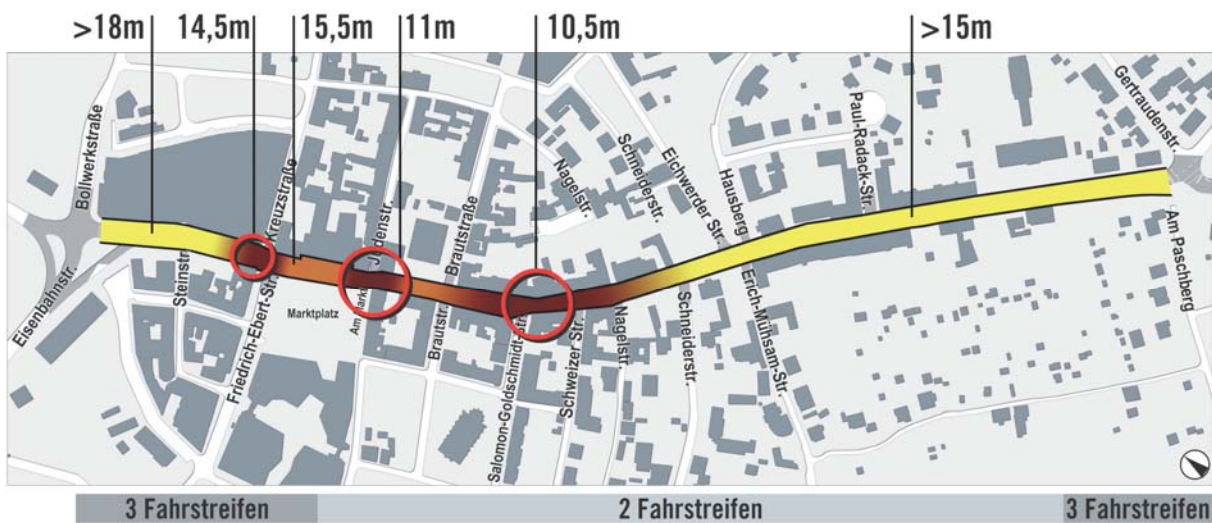 >18m
14,5m
15,5m
11m
10,5m
>15m
Bollwerkstraße
Eisenbahnstr.
Steinstr.
Kreuzstraße
Friedrich-Ebert-Str.
Marktplatz
Am Markt
Jüdenstr.
Brautstraße
Brautstr.
Nagelstr.
Schneiderstr.
Eichwerder Str.
Hausberg
Paul-Radack-Str.
Gertraudenstr.
Am Paschberg
Salomon-Goldschmidt-Str.
Schweizer Str.
Nagelstr.
Schneiderstr.
Erich-Mühsam-Str.
3 Fahrstreifen
2 Fahrstreifen
3 Fahrstreifen